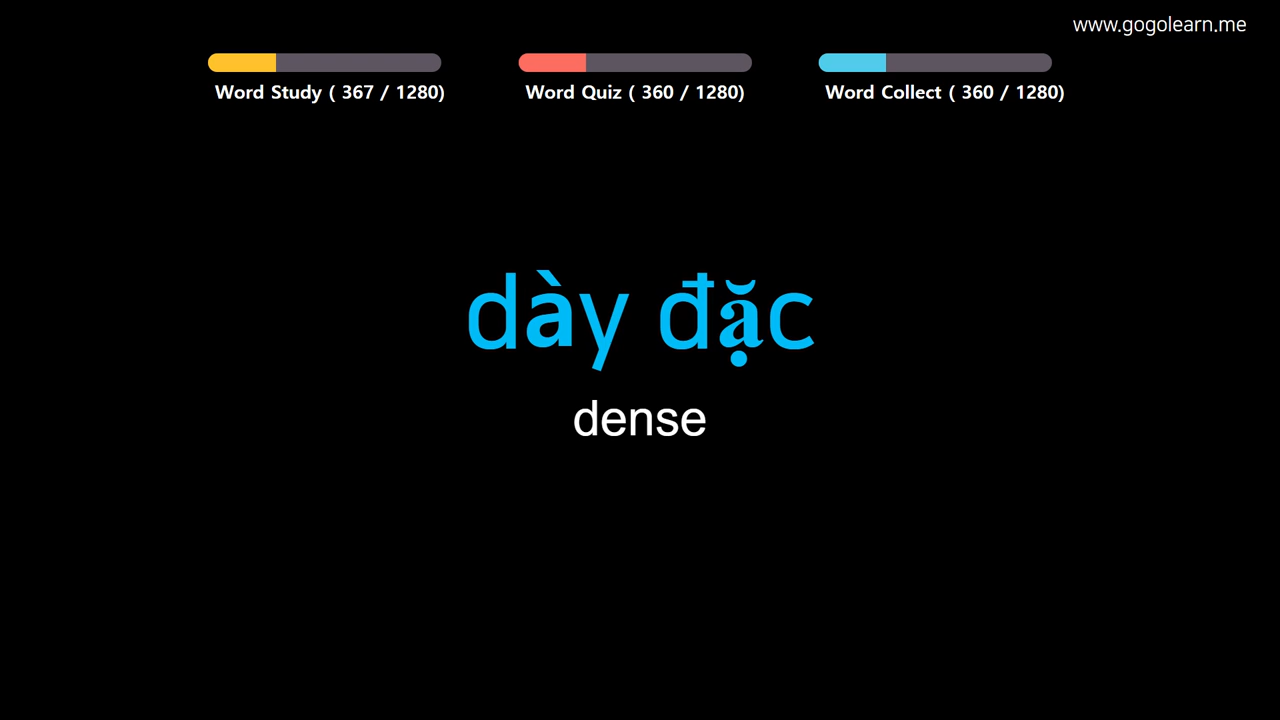 www.gogolearn.me
Word Study ( 367 / 1280)
Word Quiz ( 360 / 1280)
Word Collect ( 360 / 1280)
dày đặc
dense